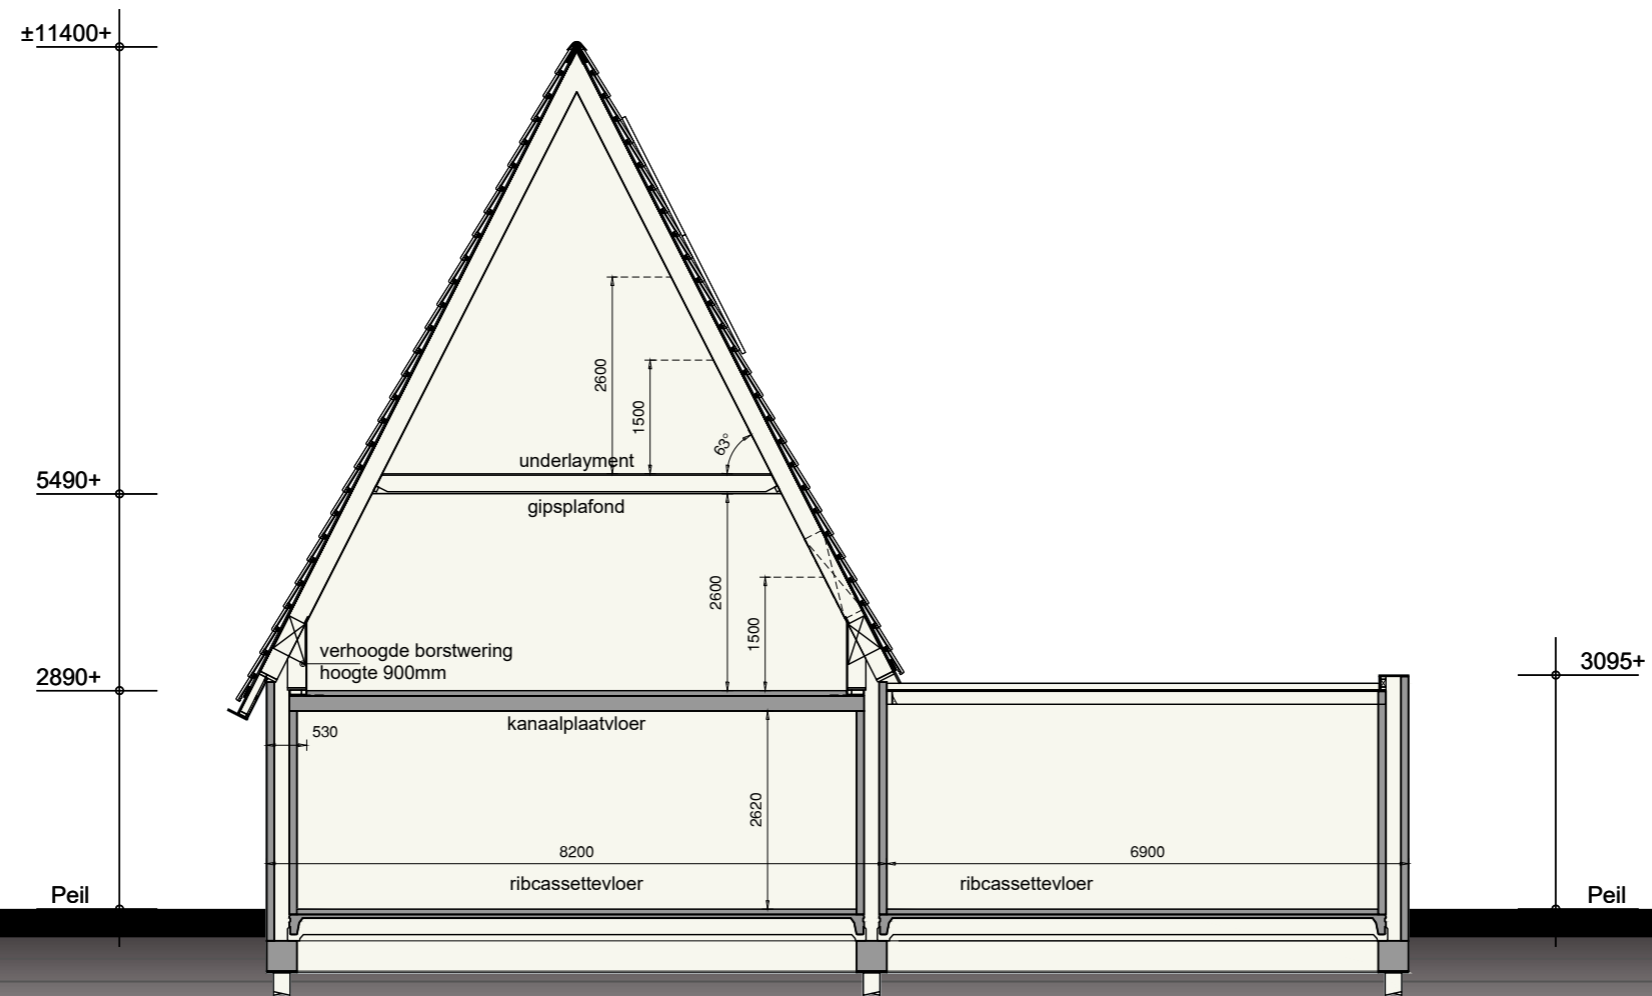 ±11400+
2600
1500
63°
underlayment
5490+
gipsplafond
2600
1500
verhoogde borstwering
hoogte 900mm
2890+
3095+
kanaalplaatvloer
530
2620
8200
6900
Peil
ribcassettevloer
ribcassettevloer
Peil